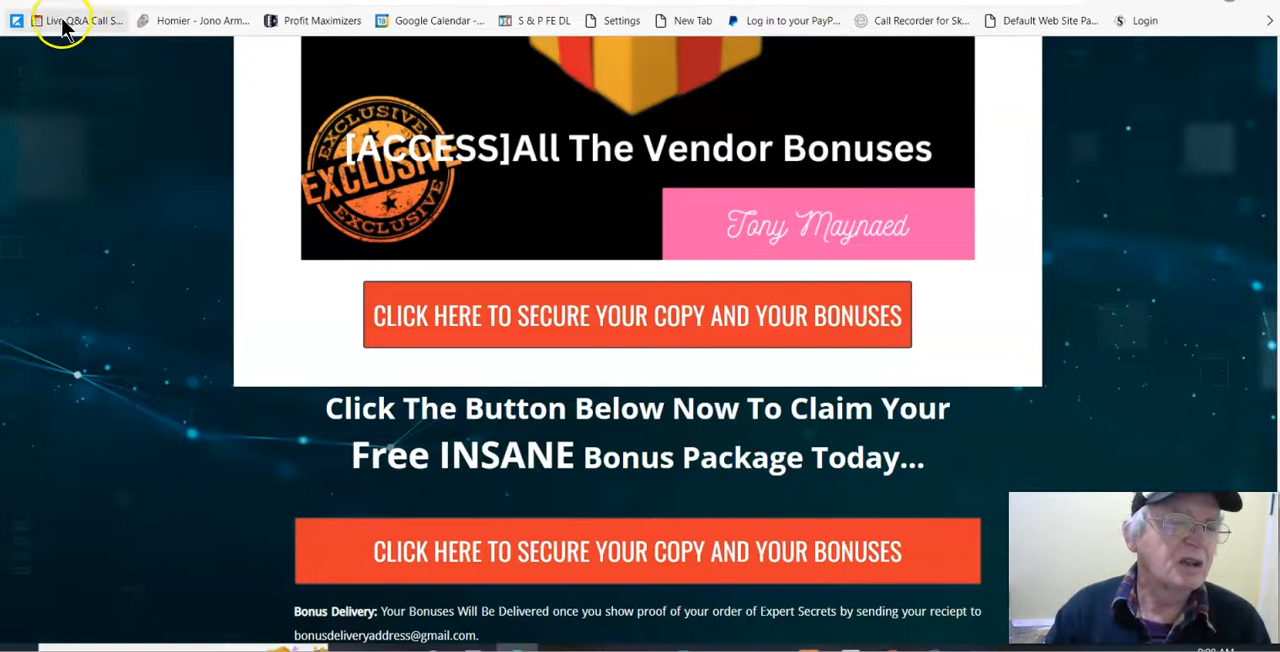 Live Q&A Call S...
Homier - Jono Arm...
Profit Maximizers
18
Google Calendar -...
S & P FE DL
Settings
New Tab
Log in to your PayP...
Call Recorder for Sk...
Default Web Site Pa...
Login
EXCLUSIVE
EXCLUSIVE
EXCLUSIVE
[ACCESS]All The Vendor Bonuses
Tony Maynaed
CLICK HERE TO SECURE YOUR COPY AND YOUR BONUSES
Click The Button Below Now To Claim Your
Free INSANE Bonus Package Today...
CLICK HERE TO SECURE YOUR COPY AND YOUR BONUSES
Bonus Delivery: Your Bonuses Will Be Delivered once you show proof of your order of Expert Secrets by sending your reciept to
bonusdeliveryaddress@gmail.com.